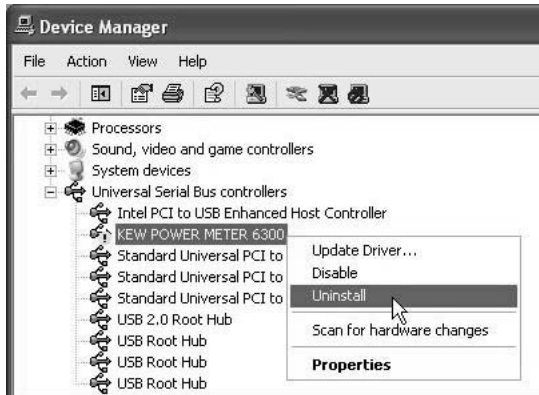 Device Manager
File Action View Help
Processors
Sound, video and game controllers
System devices
Universal Serial Bus controllers
Intel PCI to USB Enhanced Host Controller
KEW POWER METER 6300
Standard Universal PCI to
Standard Universal PCI to
Standard Universal PCI to
USB 2.0 Root Hub
USB Root Hub
USB Root Hub
USB Root Hub
Update Driver...
Disable
Uninstall
Scan for hardware changes
Properties